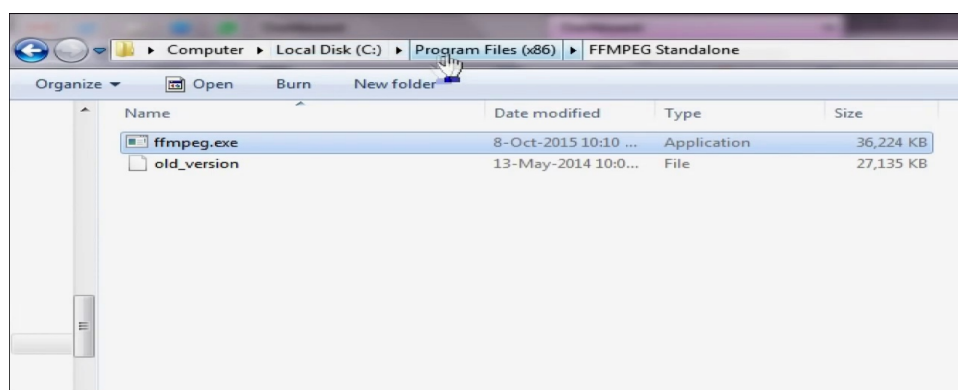 Computer Local Disk (C:) Program Files (x86) FFMPEG Standalone
Organize Open Burn New folder
Name Date modified Type Size
ffmpeg.exe 8-Oct-2015 10:10 ... Application 36,224 KB
old_version 13-May-2014 10:0... File 27,135 KB